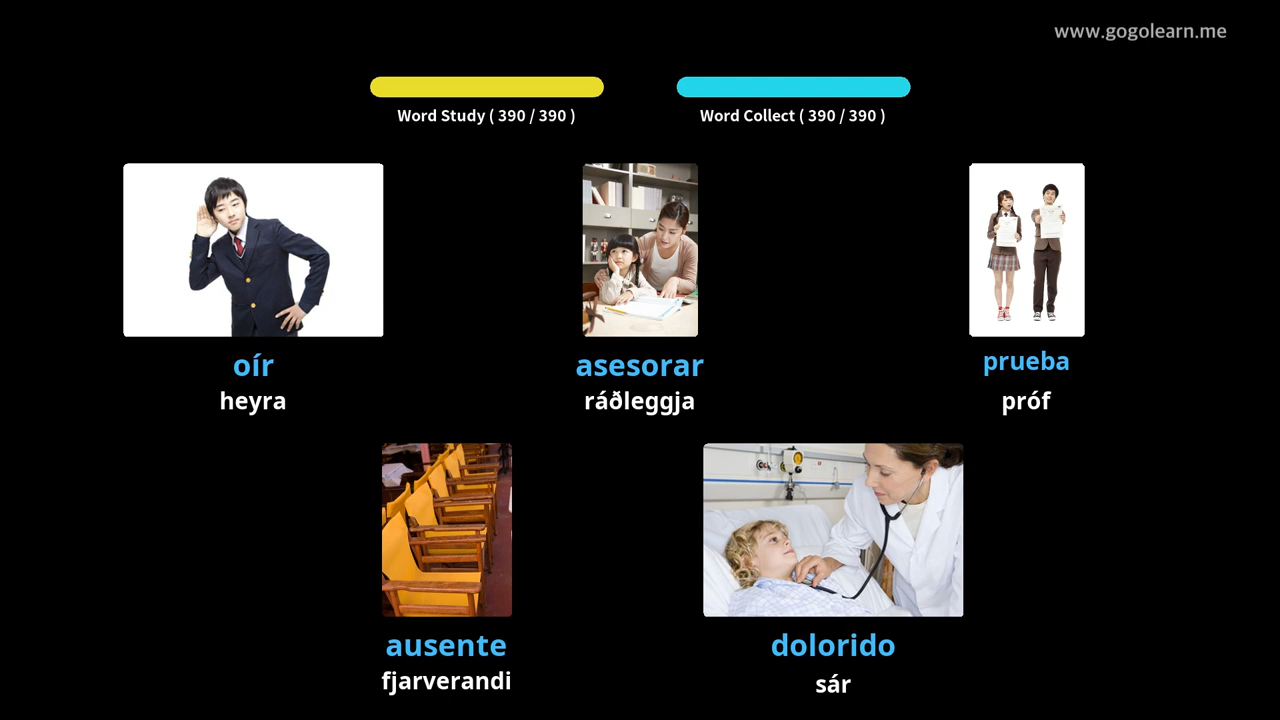 www.gogolearn.me
Word Study ( 390 / 390 )
Word Collect ( 390 / 390 )
oír
heyra
asesorar
ráðleggja
prueba
próf
ausente
fjarverandi
dolorido
sár